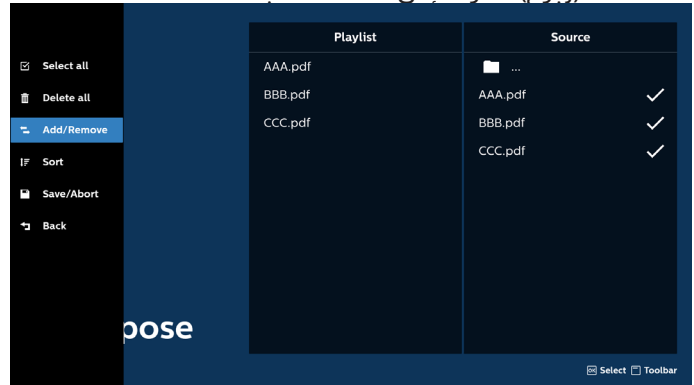 Playlist
Source
Select all
Delete all
Add/Remove
Sort
Save/Abort
Back
AAA.pdf
BBB.pdf
CCC.pdf
...
AAA.pdf
BBB.pdf
CCC.pdf
pose
OK Select Toolbar